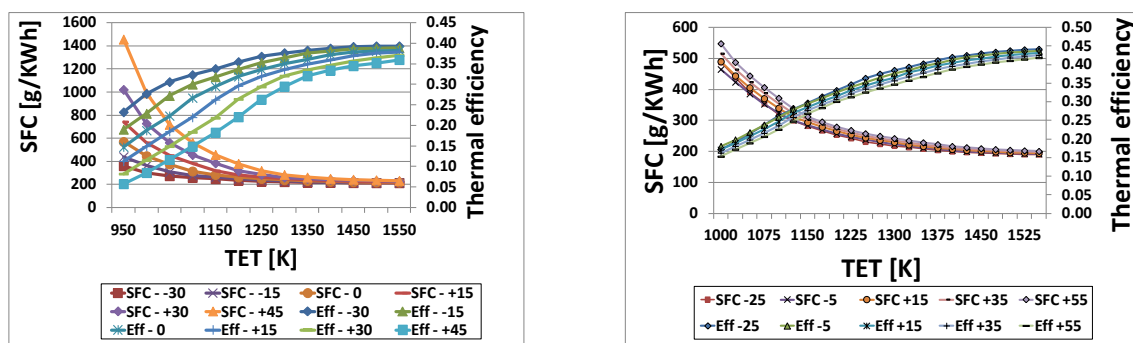 SFC [g/KWh]
1600
1400
1200
1000
800
600
400
200
0
0.45
0.40
0.35
0.30
0.25
0.20
0.15
0.10
0.05
0.00
Thermal efficiency
950 1050 1150 1250 1350 1450 1550
TET [K]
SFC - -30 SFC - -15 SFC - 0 SFC - +15
SFC - +30 SFC - +45 Eff - -30 Eff - -15
Eff - 0 Eff - +15 Eff - +30 Eff - +45
SFC [g/KWh]
600
500
400
300
200
100
0
0.50
0.45
0.40
0.35
0.30
0.25
0.20
0.15
0.10
0.05
0.00
Thermal efficiency
1000 1075 1150 1225 1300 1375 1450 1525
TET [K]
SFC -25 SFC -5 SFC +15 SFC +35 SFC +55
Eff -25 Eff -5 Eff +15 Eff +35 Eff +55